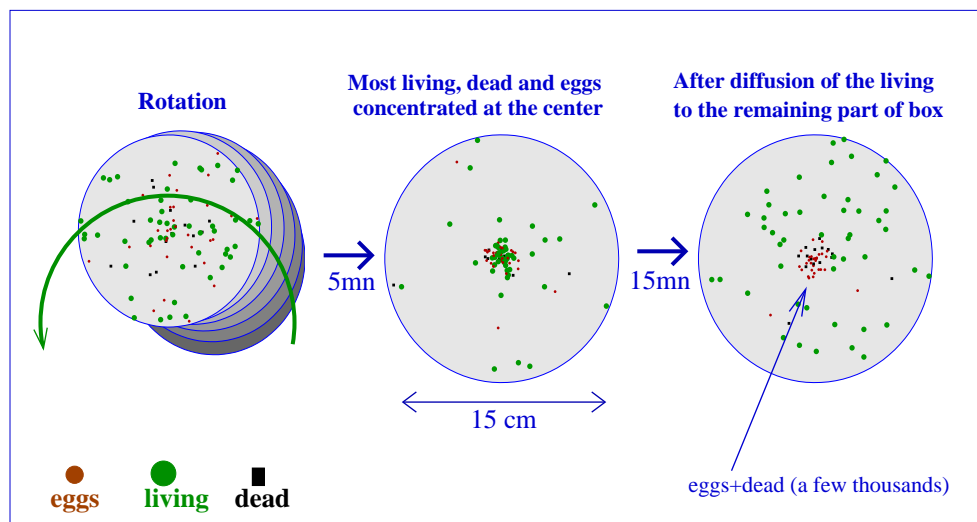 Rotation
Most living, dead and eggs
concentrated at the center
After diffusion of the living
to the remaining part of box
5mn
15mn
15 cm
eggs
living
dead
eggs+dead (a few thousands)